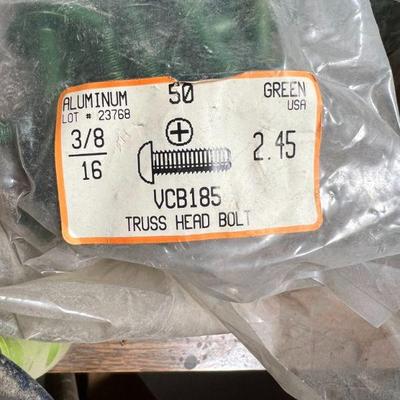 ALUMINUM 50 GREEN
LOT # 23768 USA
3/8 2.45
16
VCB185
TRUSS HEAD BOLT